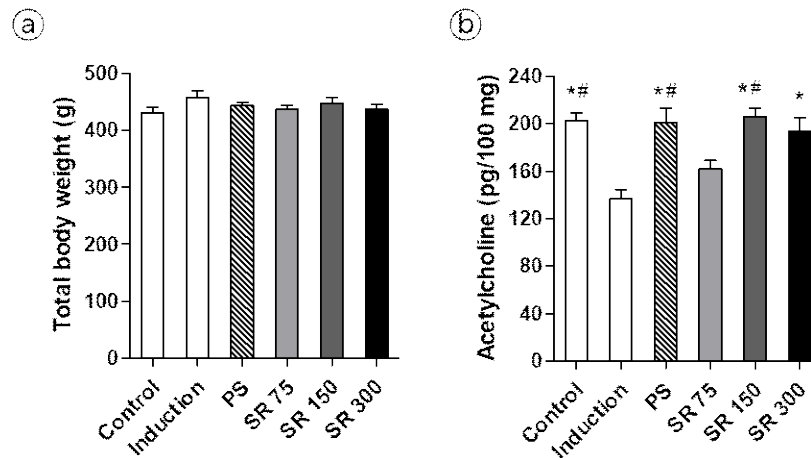 ⓐ
Total body weight (g)
500
400
300
200
100
0
Control
Induction
PS
SR 75
SR 150
SR 300
ⓑ
Acetylcholine (pg/100 mg)
240
200
160
120
80
40
0
*#
*#
*#
*
Control
Induction
PS
SR 75
SR 150
SR 300